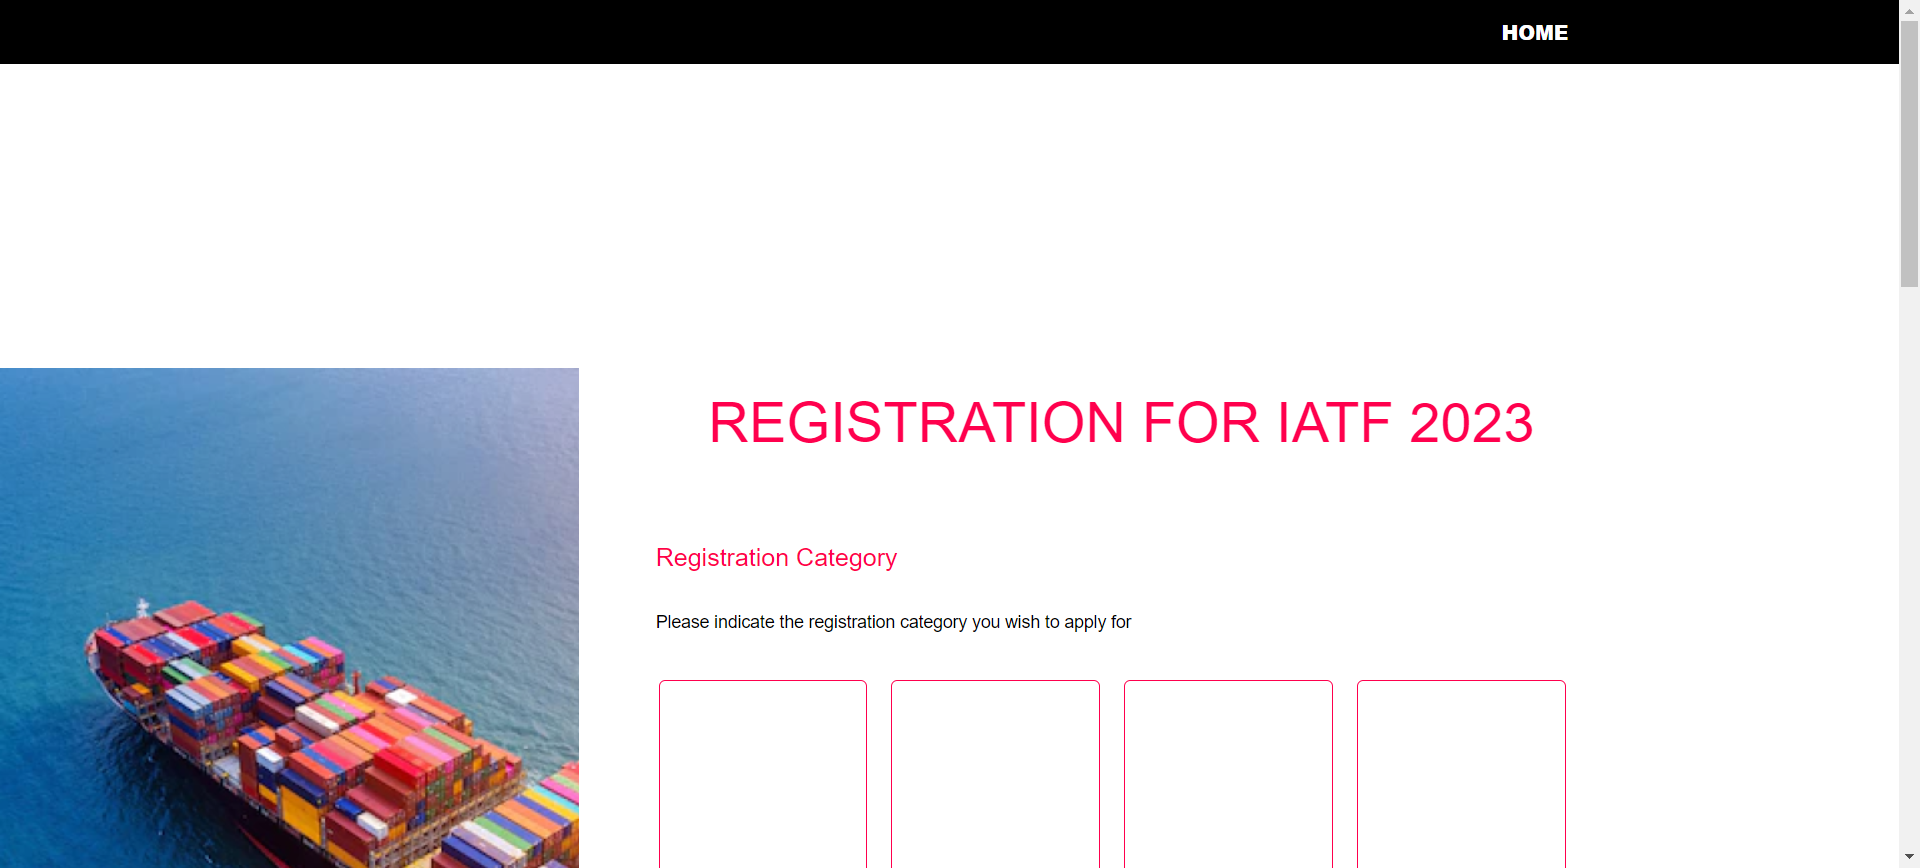 HOME
REGISTRATION FOR IATF 2023
Registration Category
Please indicate the registration category you wish to apply for